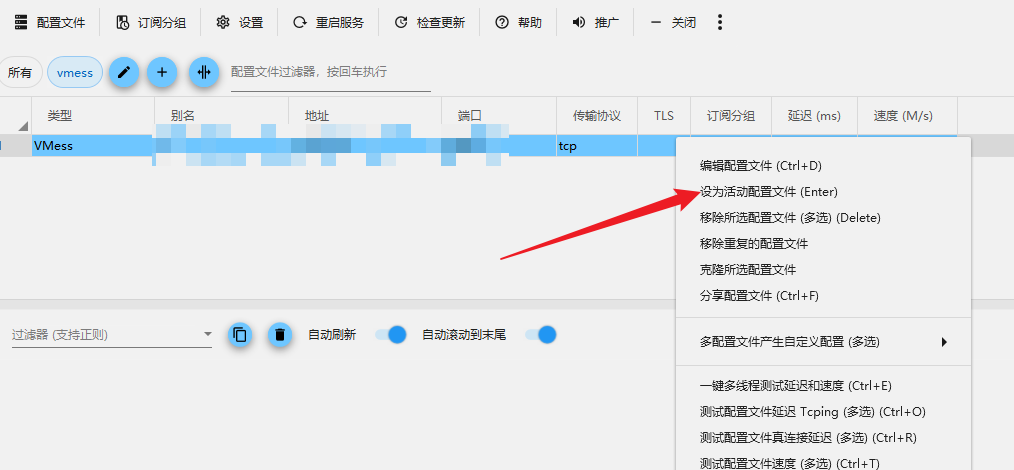 配置文件 订阅分组 设置 重启服务 检查更新 帮助 推广 关闭
所有 vmess 配置文件过滤器，按回车执行
类型 别名 地址 端口 传输协议 TLS 订阅分组 延迟 (ms) 速度 (M/s)
VMess tcp
编辑配置文件 (Ctrl+D)
设为活动配置文件 (Enter)
移除所选配置文件 (多选) (Delete)
移除重复的配置文件
克隆所选配置文件
分享配置文件 (Ctrl+F)
过滤器 (支持正则) 自动刷新 自动滚动到末尾
多配置文件产生自定义配置 (多选)
一键多线程测试延迟和速度 (Ctrl+E)
测试配置文件延迟 Tcping (多选) (Ctrl+O)
测试配置文件真连接延迟 (多选) (Ctrl+R)
测试配置文件速度 (多选) (Ctrl+T)